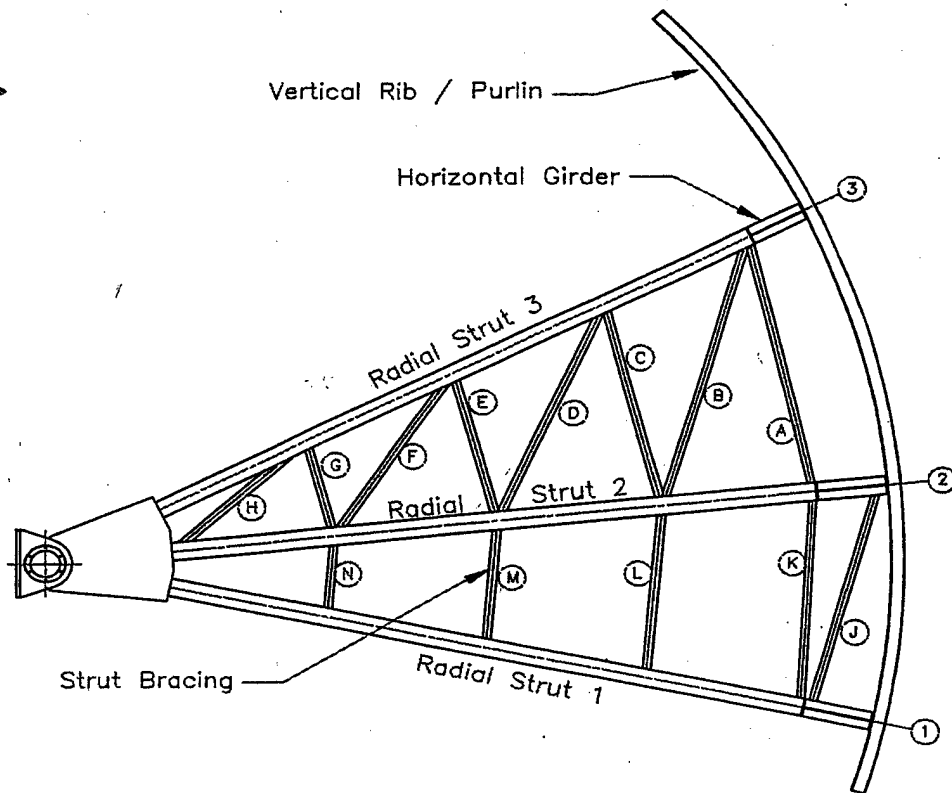 Vertical Rib / Purlin
Horizontal Girder
3
Radial Strut 3
C
E
B
D
A
G
F
H
2
Radial Strut 2
N
M
L
K
J
Strut Bracing
Radial Strut 1
1